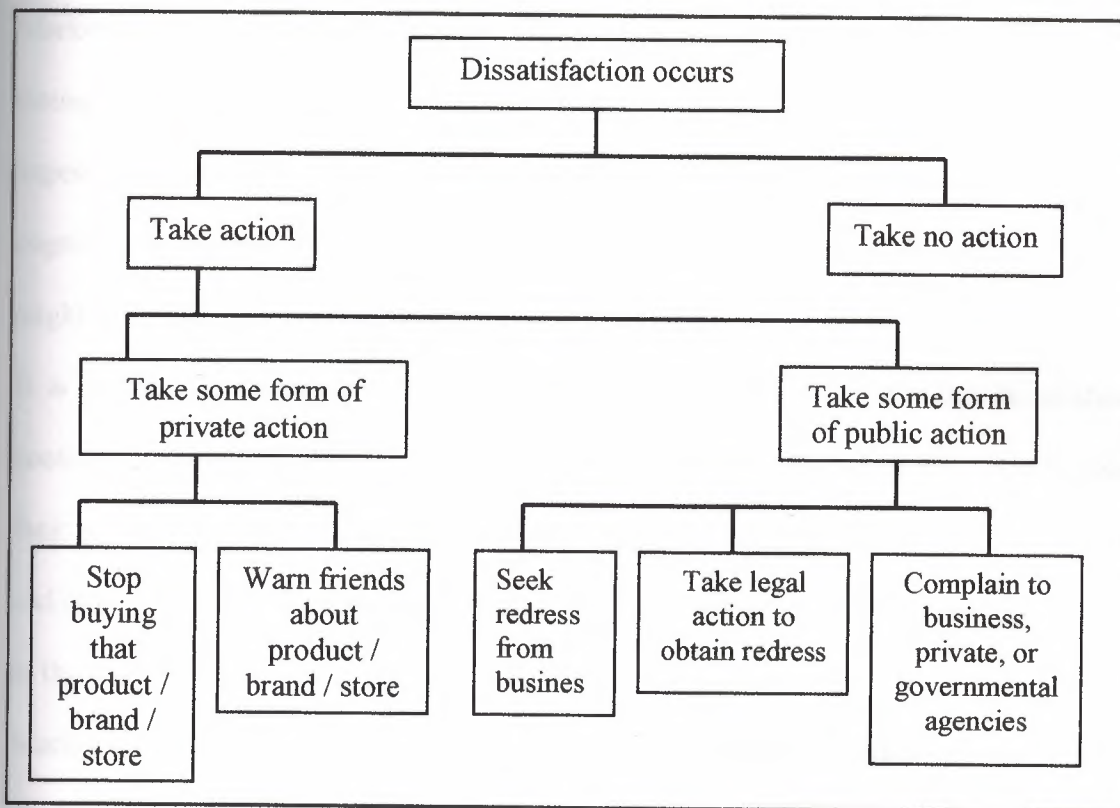 Dissatisfaction occurs
Take action
Take no action
Take some form of
private action
Take some form
of public action
Stop
buying
that
product /
brand /
store
Warn friends
about
product /
brand / store
Seek
redress
from
busines
Take legal
action to
obtain redress
Complain to
business,
private, or
governmental
agencies